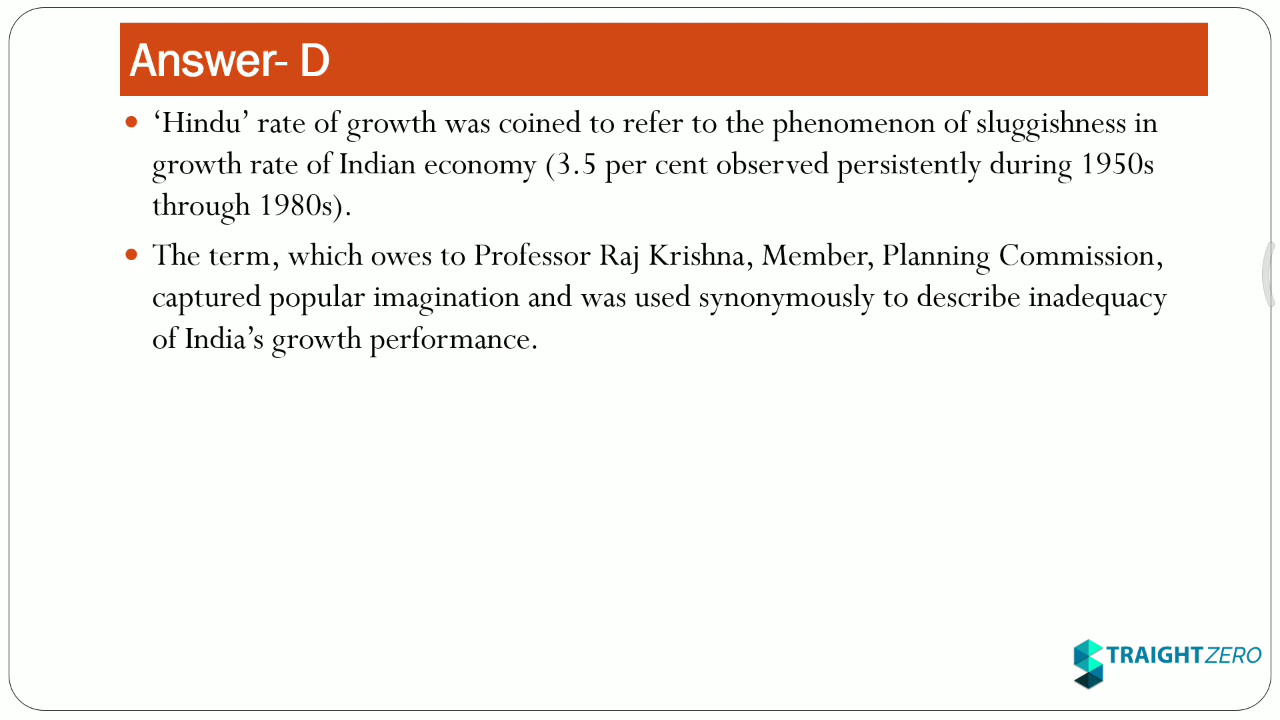 Answer- D
‘Hindu’ rate of growth was coined to refer to the phenomenon of sluggishness in
growth rate of Indian economy (3.5 per cent observed persistently during 1950s
through 1980s).
The term, which owes to Professor Raj Krishna, Member, Planning Commission,
captured popular imagination and was used synonymously to describe inadequacy
of India’s growth performance.
TRAIGHTZERO